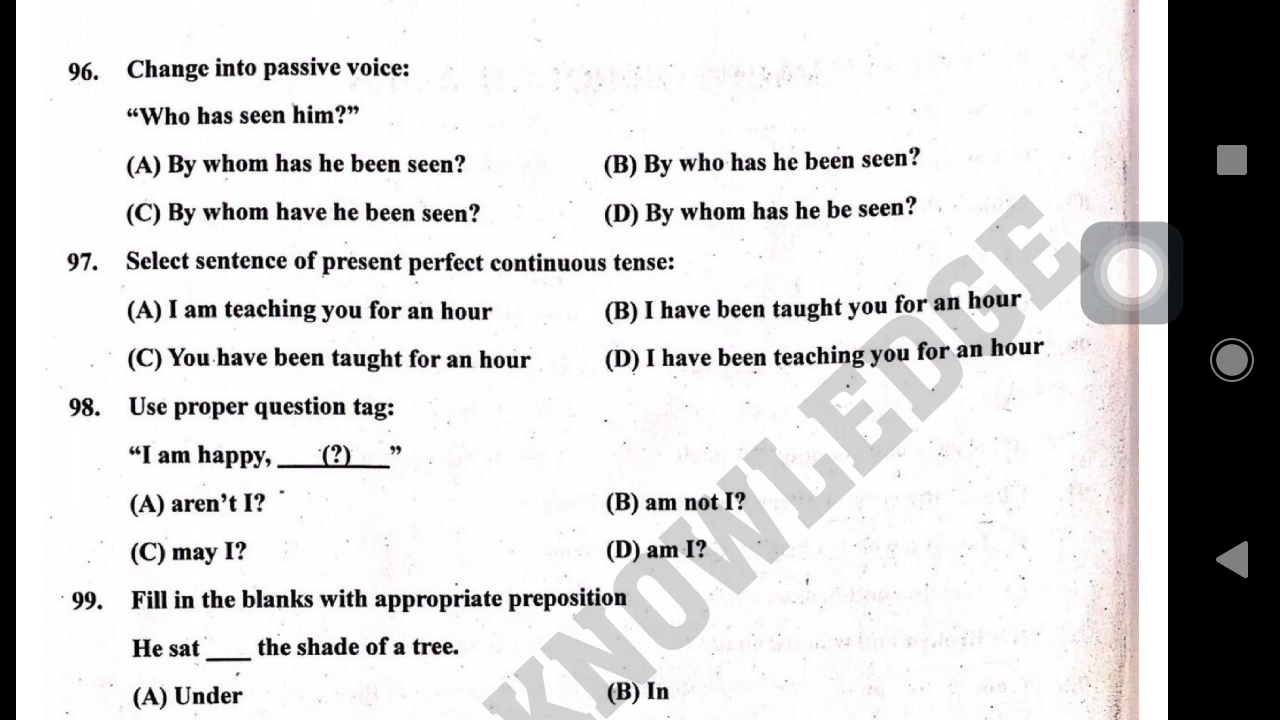 96. Change into passive voice:
“Who has seen him?”
(A) By whom has he been seen? (B) By who has he been seen?
(C) By whom have he been seen? (D) By whom has he be seen?
97. Select sentence of present perfect continuous tense:
(A) I am teaching you for an hour (B) I have been taught you for an hour
(C) You have been taught for an hour (D) I have been teaching you for an hour
98. Use proper question tag:
“I am happy, ___(?)___”
(A) aren’t I? (B) am not I?
(C) may I? (D) am I?
99. Fill in the blanks with appropriate preposition
He sat ___ the shade of a tree.
(A) Under (B) In
KNOWLEDGE